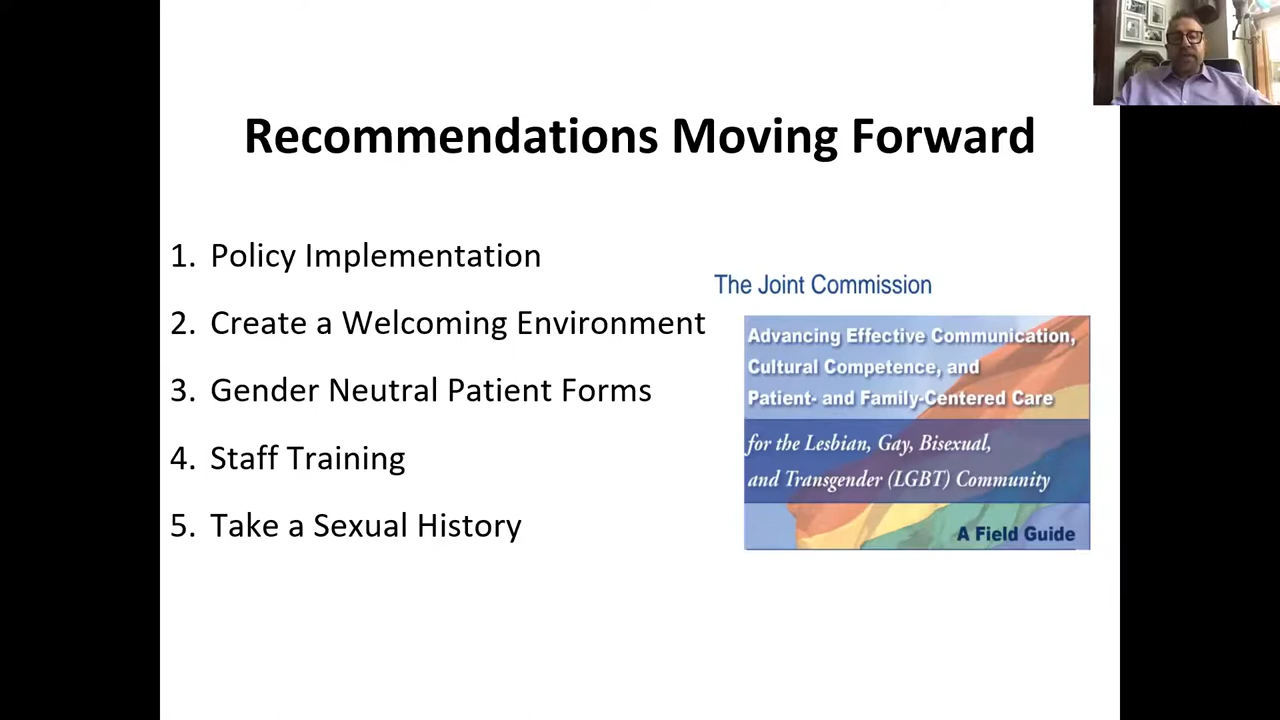 Recommendations Moving Forward
1. Policy Implementation
2. Create a Welcoming Environment
3. Gender Neutral Patient Forms
4. Staff Training
5. Take a Sexual History
The Joint Commission
Advancing Effective Communication,
Cultural Competence, and
Patient- and Family-Centered Care
for the Lesbian, Gay, Bisexual,
and Transgender (LGBT) Community
A Field Guide